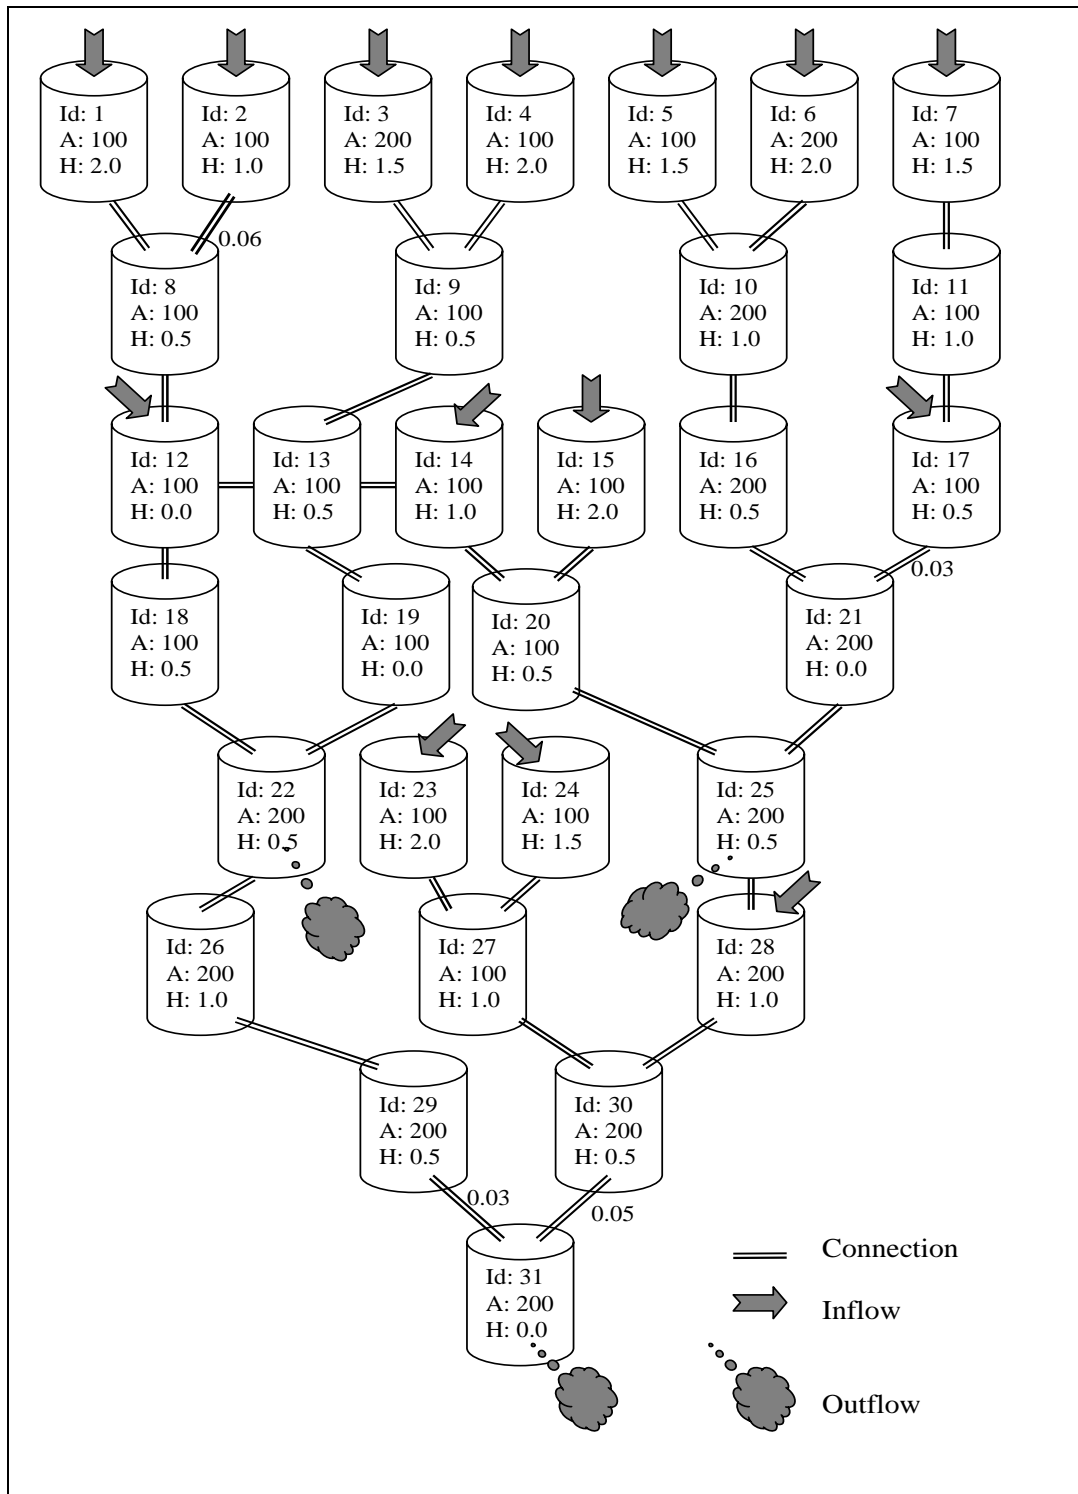 Id: 1
A: 100
H: 2.0
Id: 2
A: 100
H: 1.0
Id: 3
A: 200
H: 1.5
Id: 4
A: 100
H: 2.0
Id: 5
A: 100
H: 1.5
Id: 6
A: 200
H: 2.0
Id: 7
A: 100
H: 1.5
0.06
Id: 8
A: 100
H: 0.5
Id: 9
A: 100
H: 0.5
Id: 10
A: 200
H: 1.0
Id: 11
A: 100
H: 1.0
Id: 12
A: 100
H: 0.0
Id: 13
A: 100
H: 0.5
Id: 14
A: 100
H: 1.0
Id: 15
A: 100
H: 2.0
Id: 16
A: 200
H: 0.5
Id: 17
A: 100
H: 0.5
0.03
Id: 18
A: 100
H: 0.5
Id: 19
A: 100
H: 0.0
Id: 20
A: 100
H: 0.5
Id: 21
A: 200
H: 0.0
Id: 22
A: 200
H: 0.5
Id: 23
A: 100
H: 2.0
Id: 24
A: 100
H: 1.5
Id: 25
A: 200
H: 0.5
Id: 26
A: 200
H: 1.0
Id: 27
A: 100
H: 1.0
Id: 28
A: 200
H: 1.0
Id: 29
A: 200
H: 0.5
Id: 30
A: 200
H: 0.5
0.03
0.05
Id: 31
A: 200
H: 0.0
Connection
Inflow
Outflow